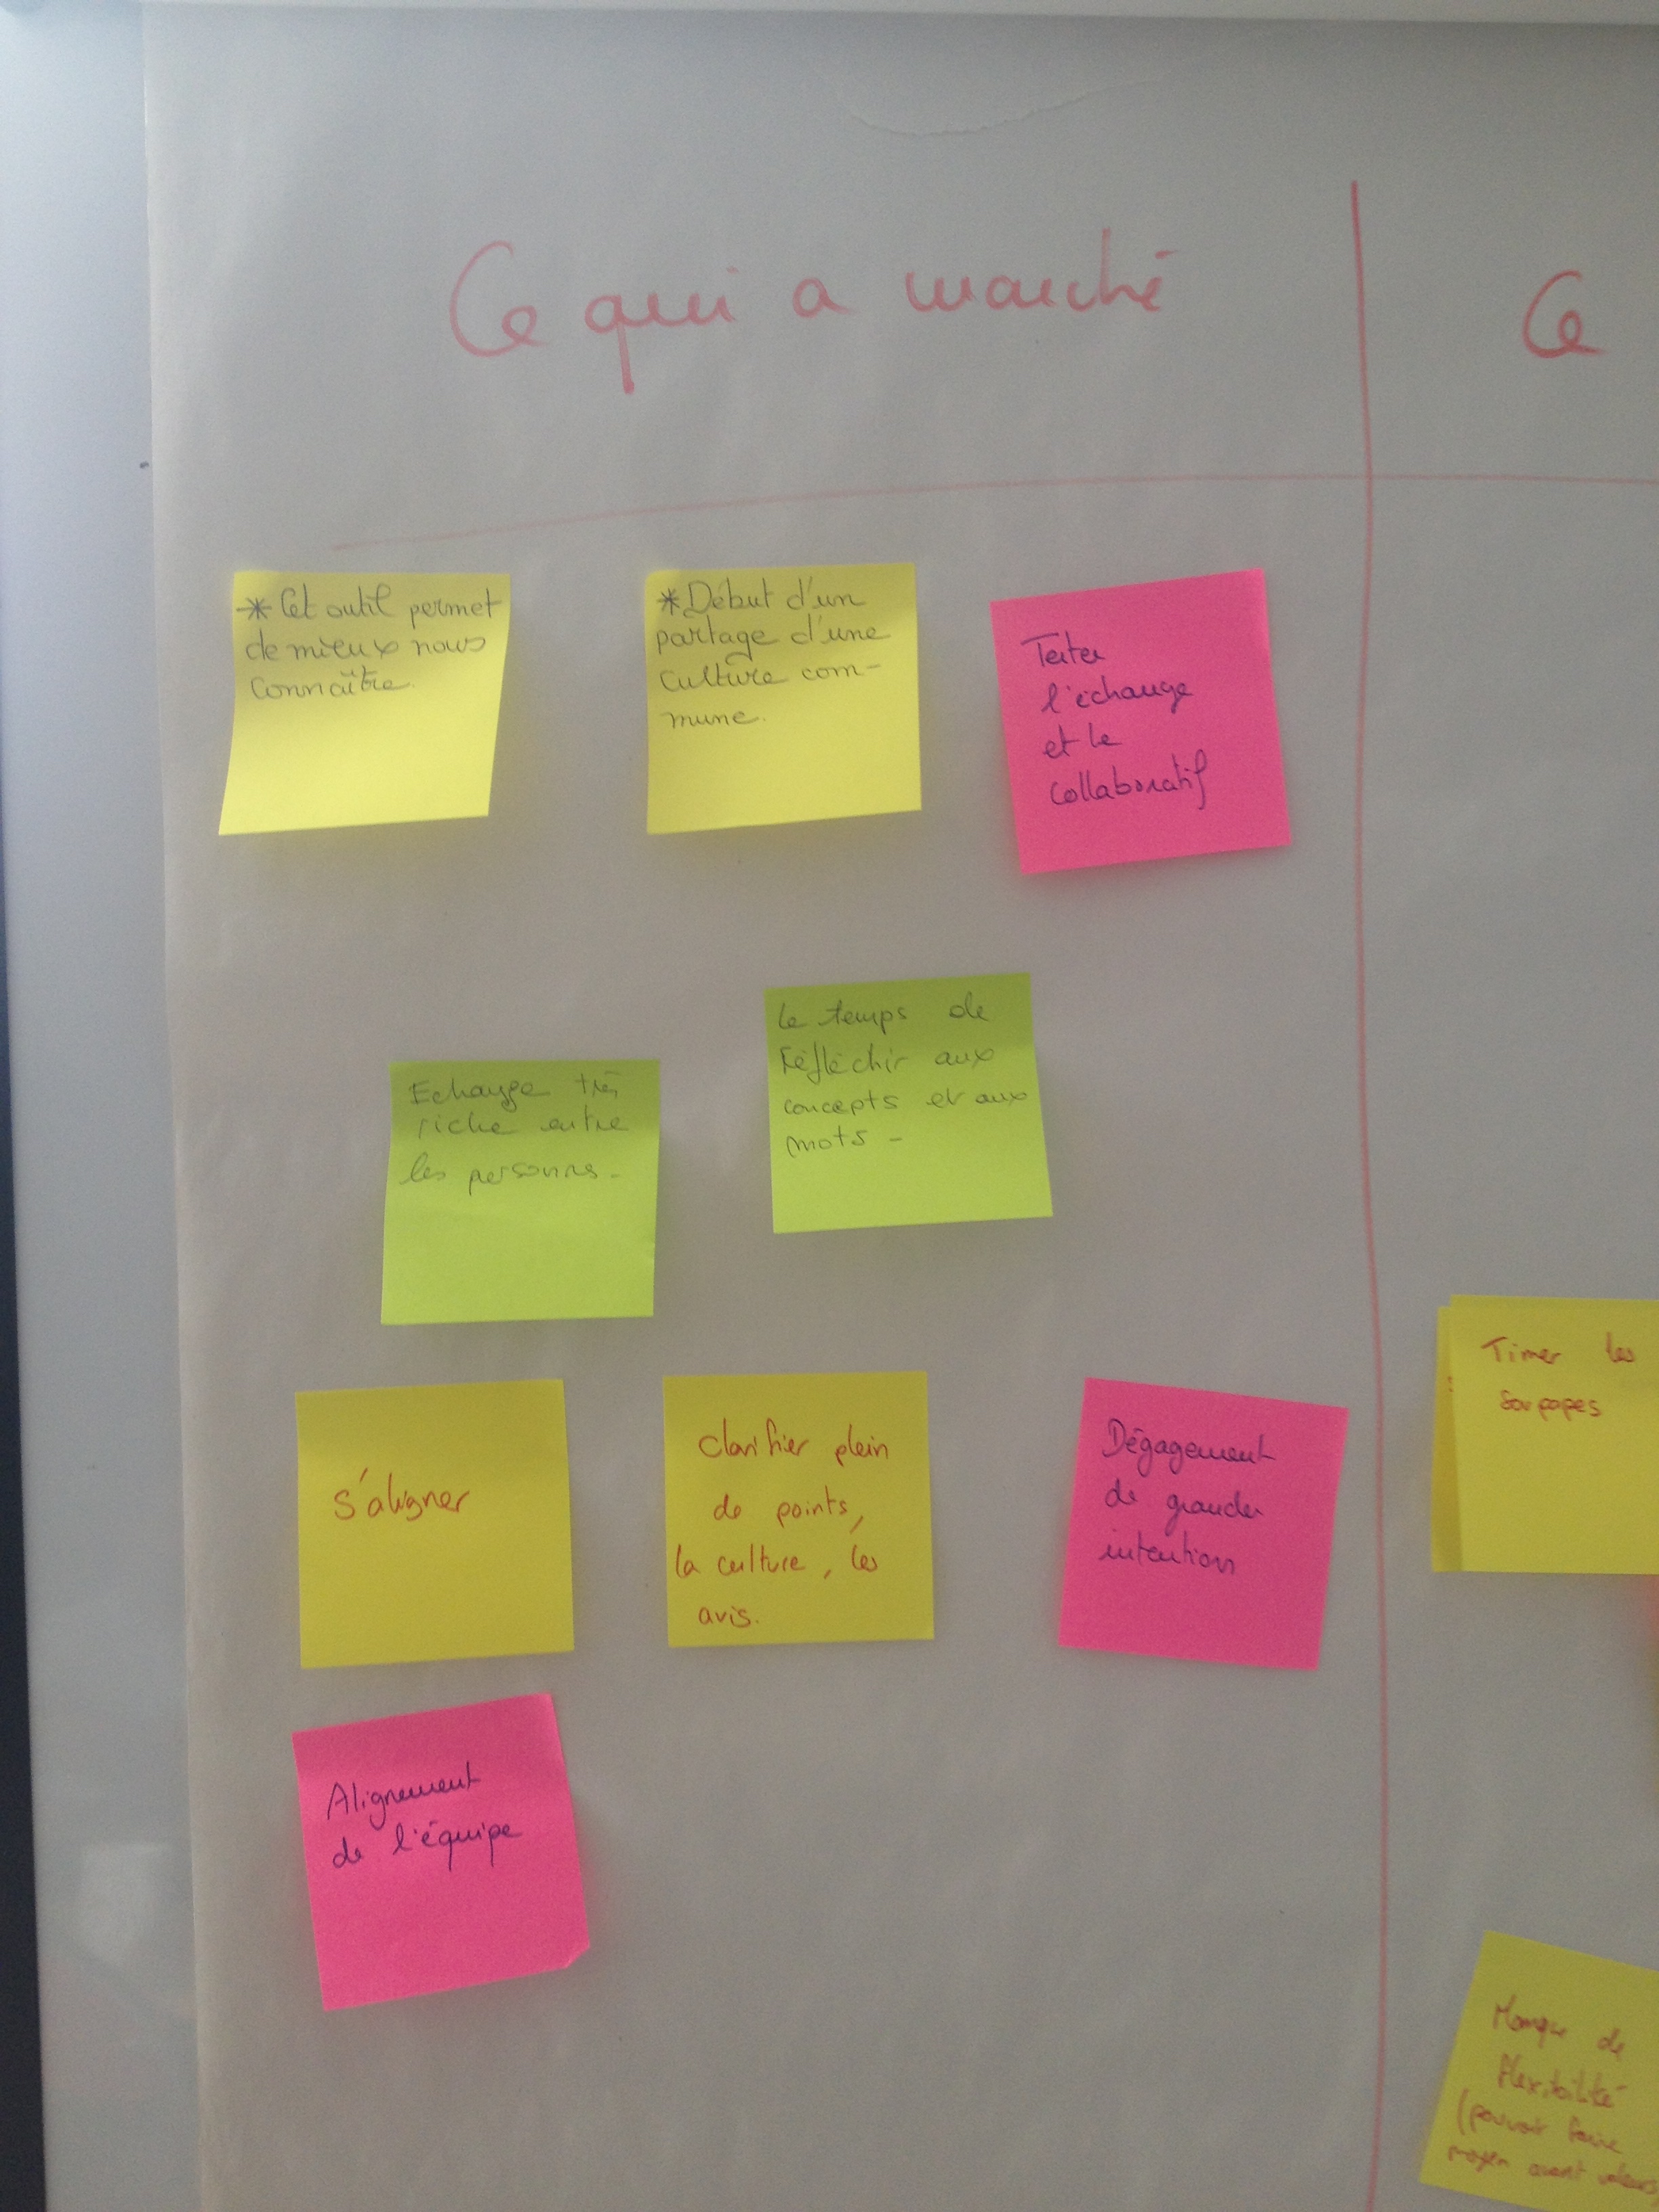 Ce qui a marché
Ce
* Cet outil permet
de mieux nous
connaître.
* Début d'un
partage d'une
culture com-
mune.
Tester
l'échange
et le
collaboratif
Echange très
riche entre
les personnes -
Le temps de
réfléchir aux
concepts et aux
mots -
s'aligner
clarifier plein
de points,
la culture, les
avis.
Dégagement
de grandes
intentions
Alignement
de l'équipe
Timer les
soupapes
Manque de
flexibilité
(pouvoir faire
moyen avant valeurs